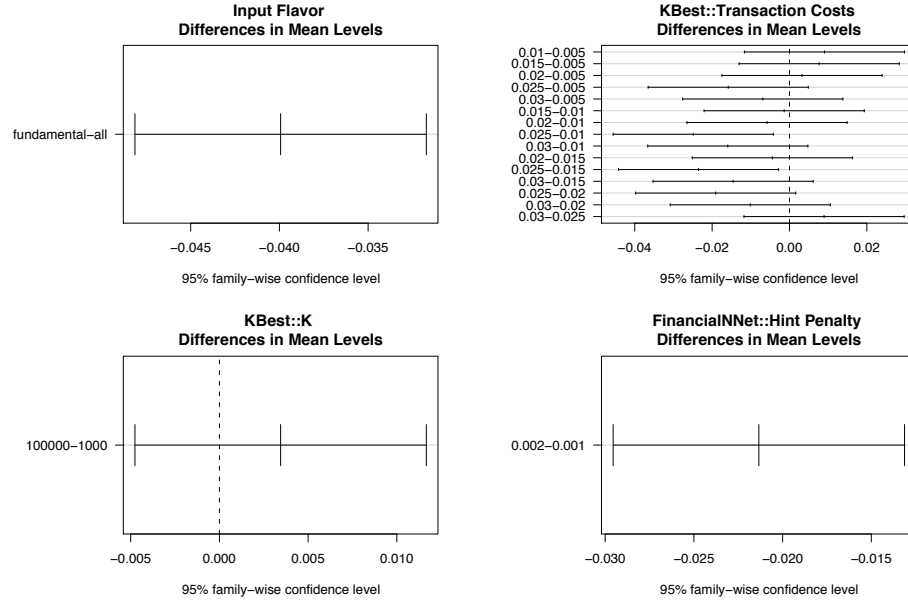 Input Flavor
Differences in Mean Levels
fundamental−all
−0.045 −0.040 −0.035
95% family−wise confidence level
KBest::Transaction Costs
Differences in Mean Levels
0.01−0.005
0.015−0.005
0.02−0.005
0.025−0.005
0.03−0.005
0.015−0.01
0.02−0.01
0.025−0.01
0.03−0.01
0.02−0.015
0.025−0.015
0.03−0.015
0.025−0.02
0.03−0.02
0.03−0.025
−0.04 −0.02 0.00 0.02
95% family−wise confidence level
KBest::K
Differences in Mean Levels
100000−1000
−0.005 0.000 0.005 0.010
95% family−wise confidence level
FinancialNNet::Hint Penalty
Differences in Mean Levels
0.002−0.001
−0.030 −0.025 −0.020 −0.015
95% family−wise confidence level